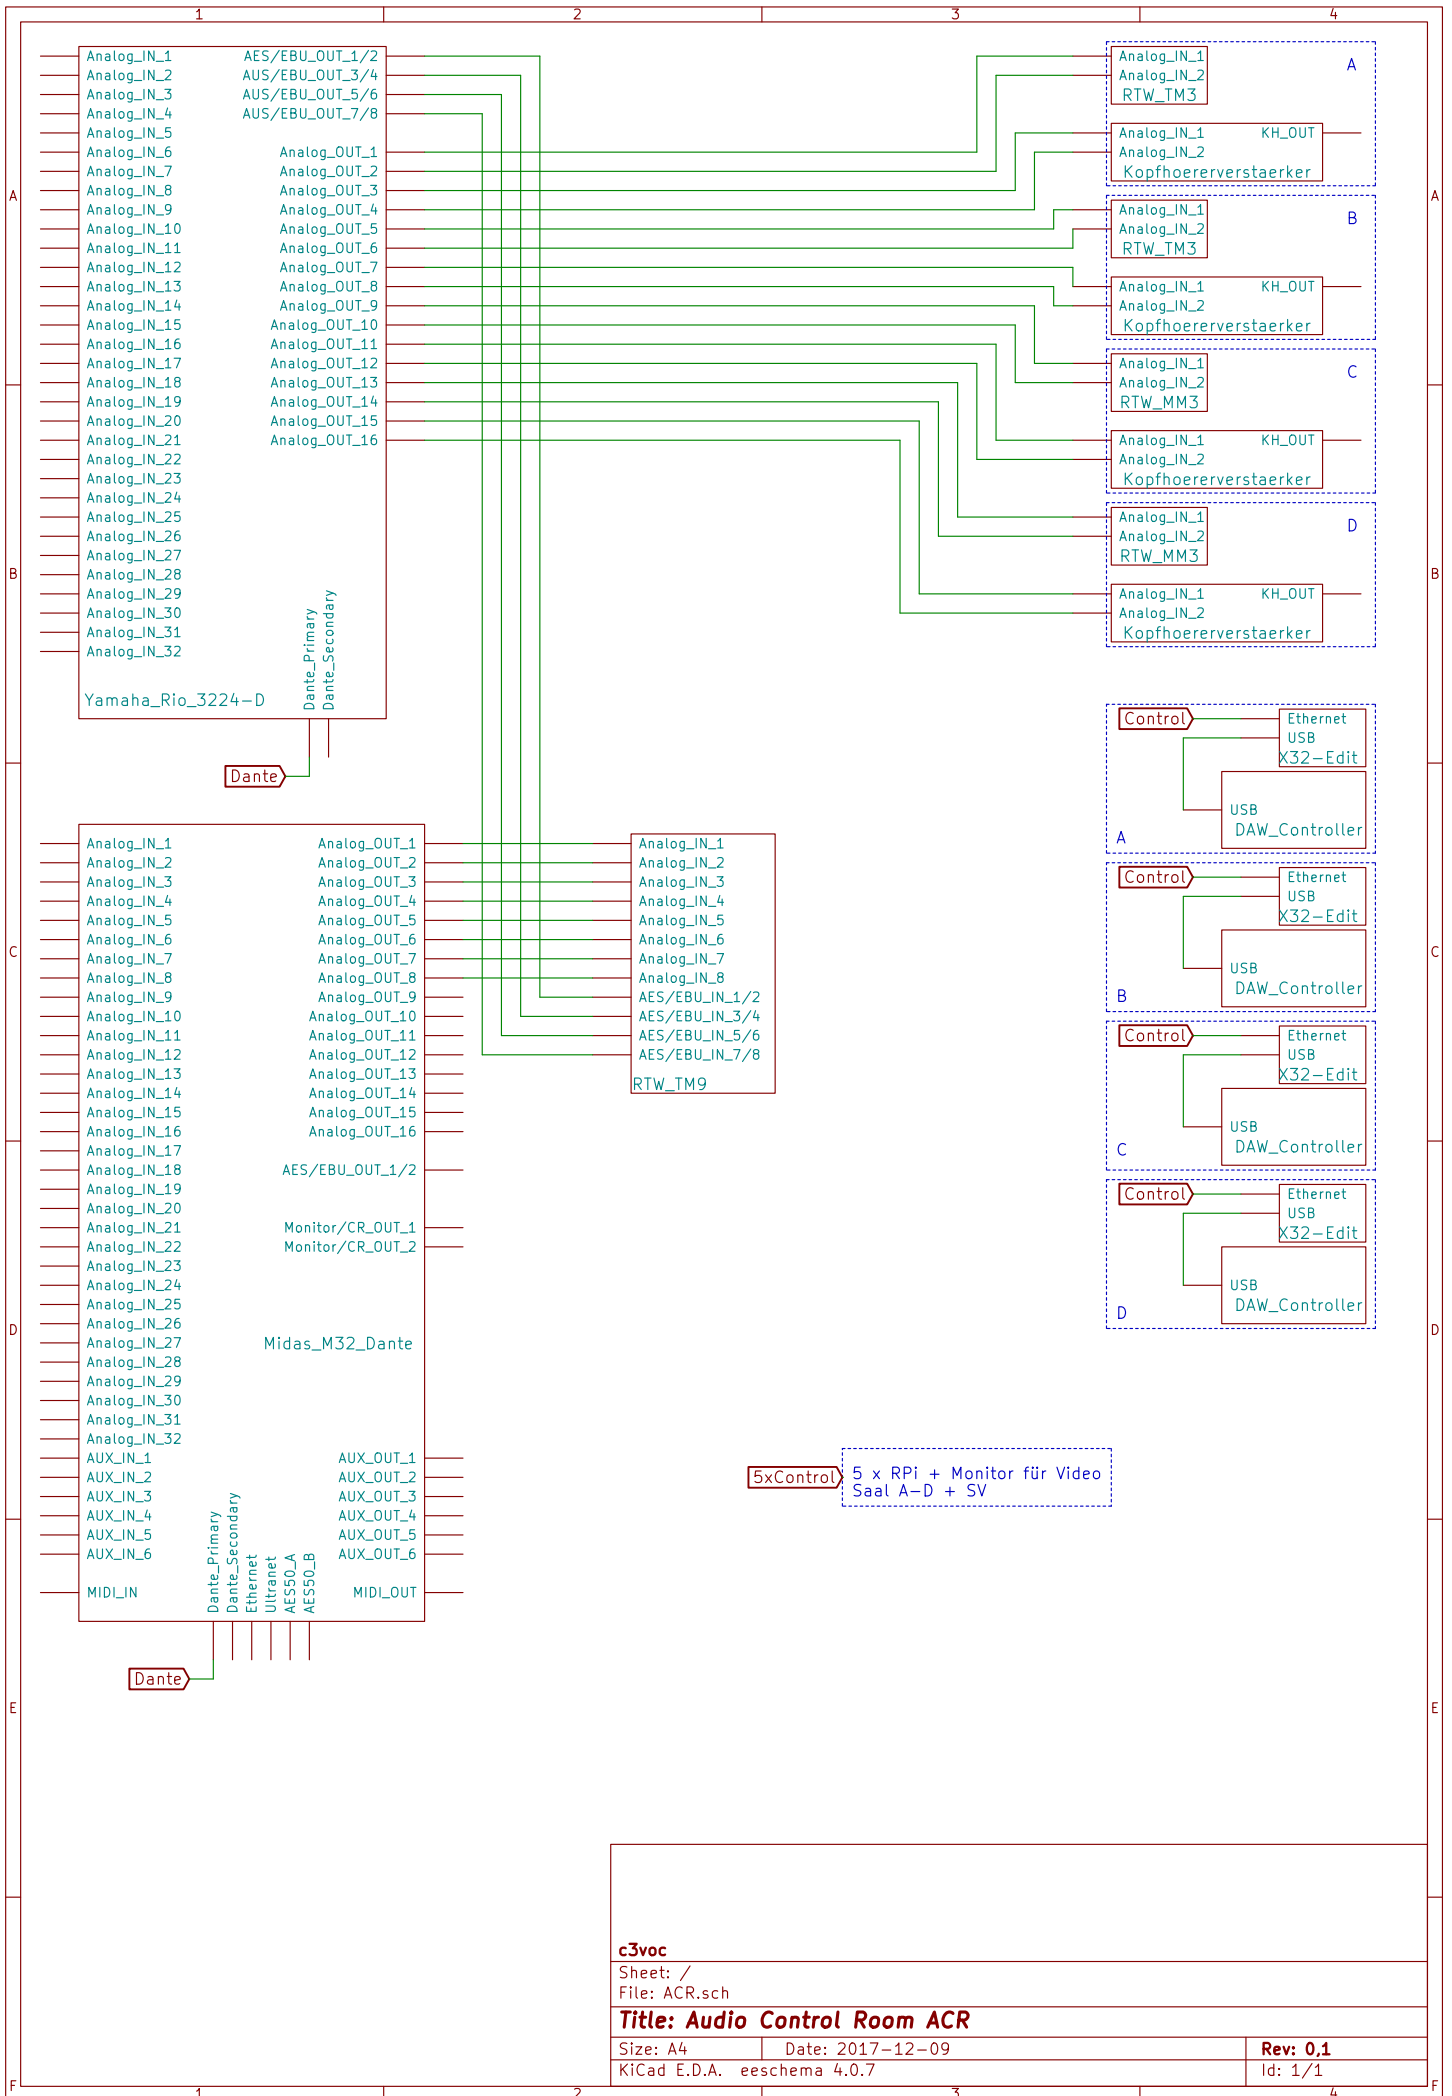 1 2 3 4
A
B
C
D
E
F
Analog_IN_1
Analog_IN_2
Analog_IN_3
Analog_IN_4
Analog_IN_5
Analog_IN_6
Analog_IN_7
Analog_IN_8
Analog_IN_9
Analog_IN_10
Analog_IN_11
Analog_IN_12
Analog_IN_13
Analog_IN_14
Analog_IN_15
Analog_IN_16
Analog_IN_17
Analog_IN_18
Analog_IN_19
Analog_IN_20
Analog_IN_21
Analog_IN_22
Analog_IN_23
Analog_IN_24
Analog_IN_25
Analog_IN_26
Analog_IN_27
Analog_IN_28
Analog_IN_29
Analog_IN_30
Analog_IN_31
Analog_IN_32
AES/EBU_OUT_1/2
AUS/EBU_OUT_3/4
AUS/EBU_OUT_5/6
AUS/EBU_OUT_7/8
Analog_OUT_1
Analog_OUT_2
Analog_OUT_3
Analog_OUT_4
Analog_OUT_5
Analog_OUT_6
Analog_OUT_7
Analog_OUT_8
Analog_OUT_9
Analog_OUT_10
Analog_OUT_11
Analog_OUT_12
Analog_OUT_13
Analog_OUT_14
Analog_OUT_15
Analog_OUT_16
Dante_Primary
Dante_Secondary
Yamaha_Rio_3224-D
Dante
A
Analog_IN_1
Analog_IN_2
RTW_TM3
Analog_IN_1 KH_OUT
Analog_IN_2
Kopfhoererverstaerker
B
Analog_IN_1
Analog_IN_2
RTW_TM3
Analog_IN_1 KH_OUT
Analog_IN_2
Kopfhoererverstaerker
C
Analog_IN_1
Analog_IN_2
RTW_MM3
Analog_IN_1 KH_OUT
Analog_IN_2
Kopfhoererverstaerker
D
Analog_IN_1
Analog_IN_2
RTW_MM3
Analog_IN_1 KH_OUT
Analog_IN_2
Kopfhoererverstaerker
Control Ethernet
USB
X32-Edit
USB
DAW_Controller
A
Control Ethernet
USB
X32-Edit
USB
DAW_Controller
B
Control Ethernet
USB
X32-Edit
USB
DAW_Controller
C
Control Ethernet
USB
X32-Edit
USB
DAW_Controller
D
Analog_IN_1
Analog_IN_2
Analog_IN_3
Analog_IN_4
Analog_IN_5
Analog_IN_6
Analog_IN_7
Analog_IN_8
Analog_IN_9
Analog_IN_10
Analog_IN_11
Analog_IN_12
Analog_IN_13
Analog_IN_14
Analog_IN_15
Analog_IN_16
Analog_IN_17
Analog_IN_18
Analog_IN_19
Analog_IN_20
Analog_IN_21
Analog_IN_22
Analog_IN_23
Analog_IN_24
Analog_IN_25
Analog_IN_26
Analog_IN_27
Analog_IN_28
Analog_IN_29
Analog_IN_30
Analog_IN_31
Analog_IN_32
AUX_IN_1
AUX_IN_2
AUX_IN_3
AUX_IN_4
AUX_IN_5
AUX_IN_6
MIDI_IN
Analog_OUT_1
Analog_OUT_2
Analog_OUT_3
Analog_OUT_4
Analog_OUT_5
Analog_OUT_6
Analog_OUT_7
Analog_OUT_8
Analog_OUT_9
Analog_OUT_10
Analog_OUT_11
Analog_OUT_12
Analog_OUT_13
Analog_OUT_14
Analog_OUT_15
Analog_OUT_16
AES/EBU_OUT_1/2
Monitor/CR_OUT_1
Monitor/CR_OUT_2
Midas_M32_Dante
AUX_OUT_1
AUX_OUT_2
AUX_OUT_3
AUX_OUT_4
AUX_OUT_5
AUX_OUT_6
MIDI_OUT
Dante_Primary
Dante_Secondary
Ethernet
Ultranet
AES50_A
AES50_B
Dante
Analog_IN_1
Analog_IN_2
Analog_IN_3
Analog_IN_4
Analog_IN_5
Analog_IN_6
Analog_IN_7
Analog_IN_8
AES/EBU_IN_1/2
AES/EBU_IN_3/4
AES/EBU_IN_5/6
AES/EBU_IN_7/8
RTW_TM9
5xControl
5 x RPi + Monitor für Video
Saal A-D + SV
c3voc
Sheet: /
File: ACR.sch
Title: Audio Control Room ACR
Size: A4 Date: 2017-12-09 Rev: 0,1
KiCad E.D.A. eeschema 4.0.7 Id: 1/1
A
B
C
D
E
F
1 2 3 4